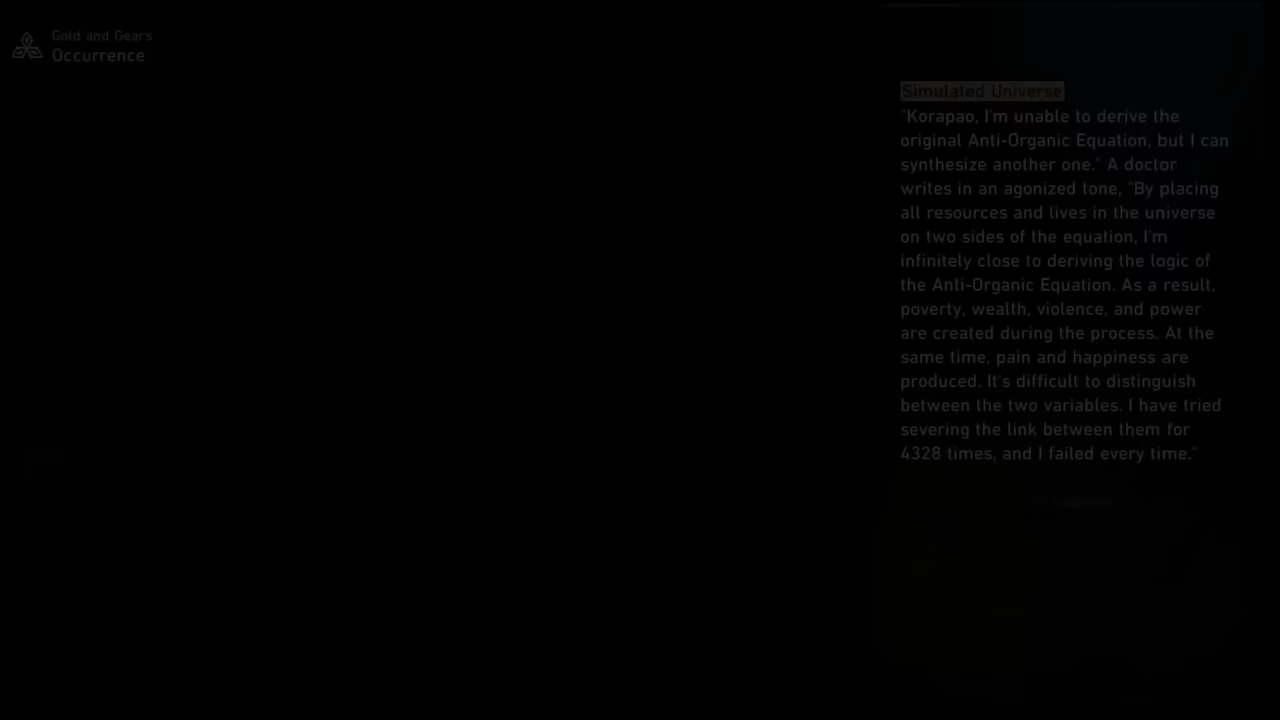 Gold and Gears
Occurrence
Simulated Universe
"Korapao, I'm unable to derive the
original Anti-Organic Equation, but I can
synthesize another one." A doctor
writes in an agonized tone, "By placing
all resources and lives in the universe
on two sides of the equation, I'm
infinitely close to deriving the logic of
the Anti-Organic Equation. As a result,
poverty, wealth, violence, and power
are created during the process. At the
same time, pain and happiness are
produced. It's difficult to distinguish
between the two variables. I have tried
severing the link between them for
4328 times, and I failed every time."